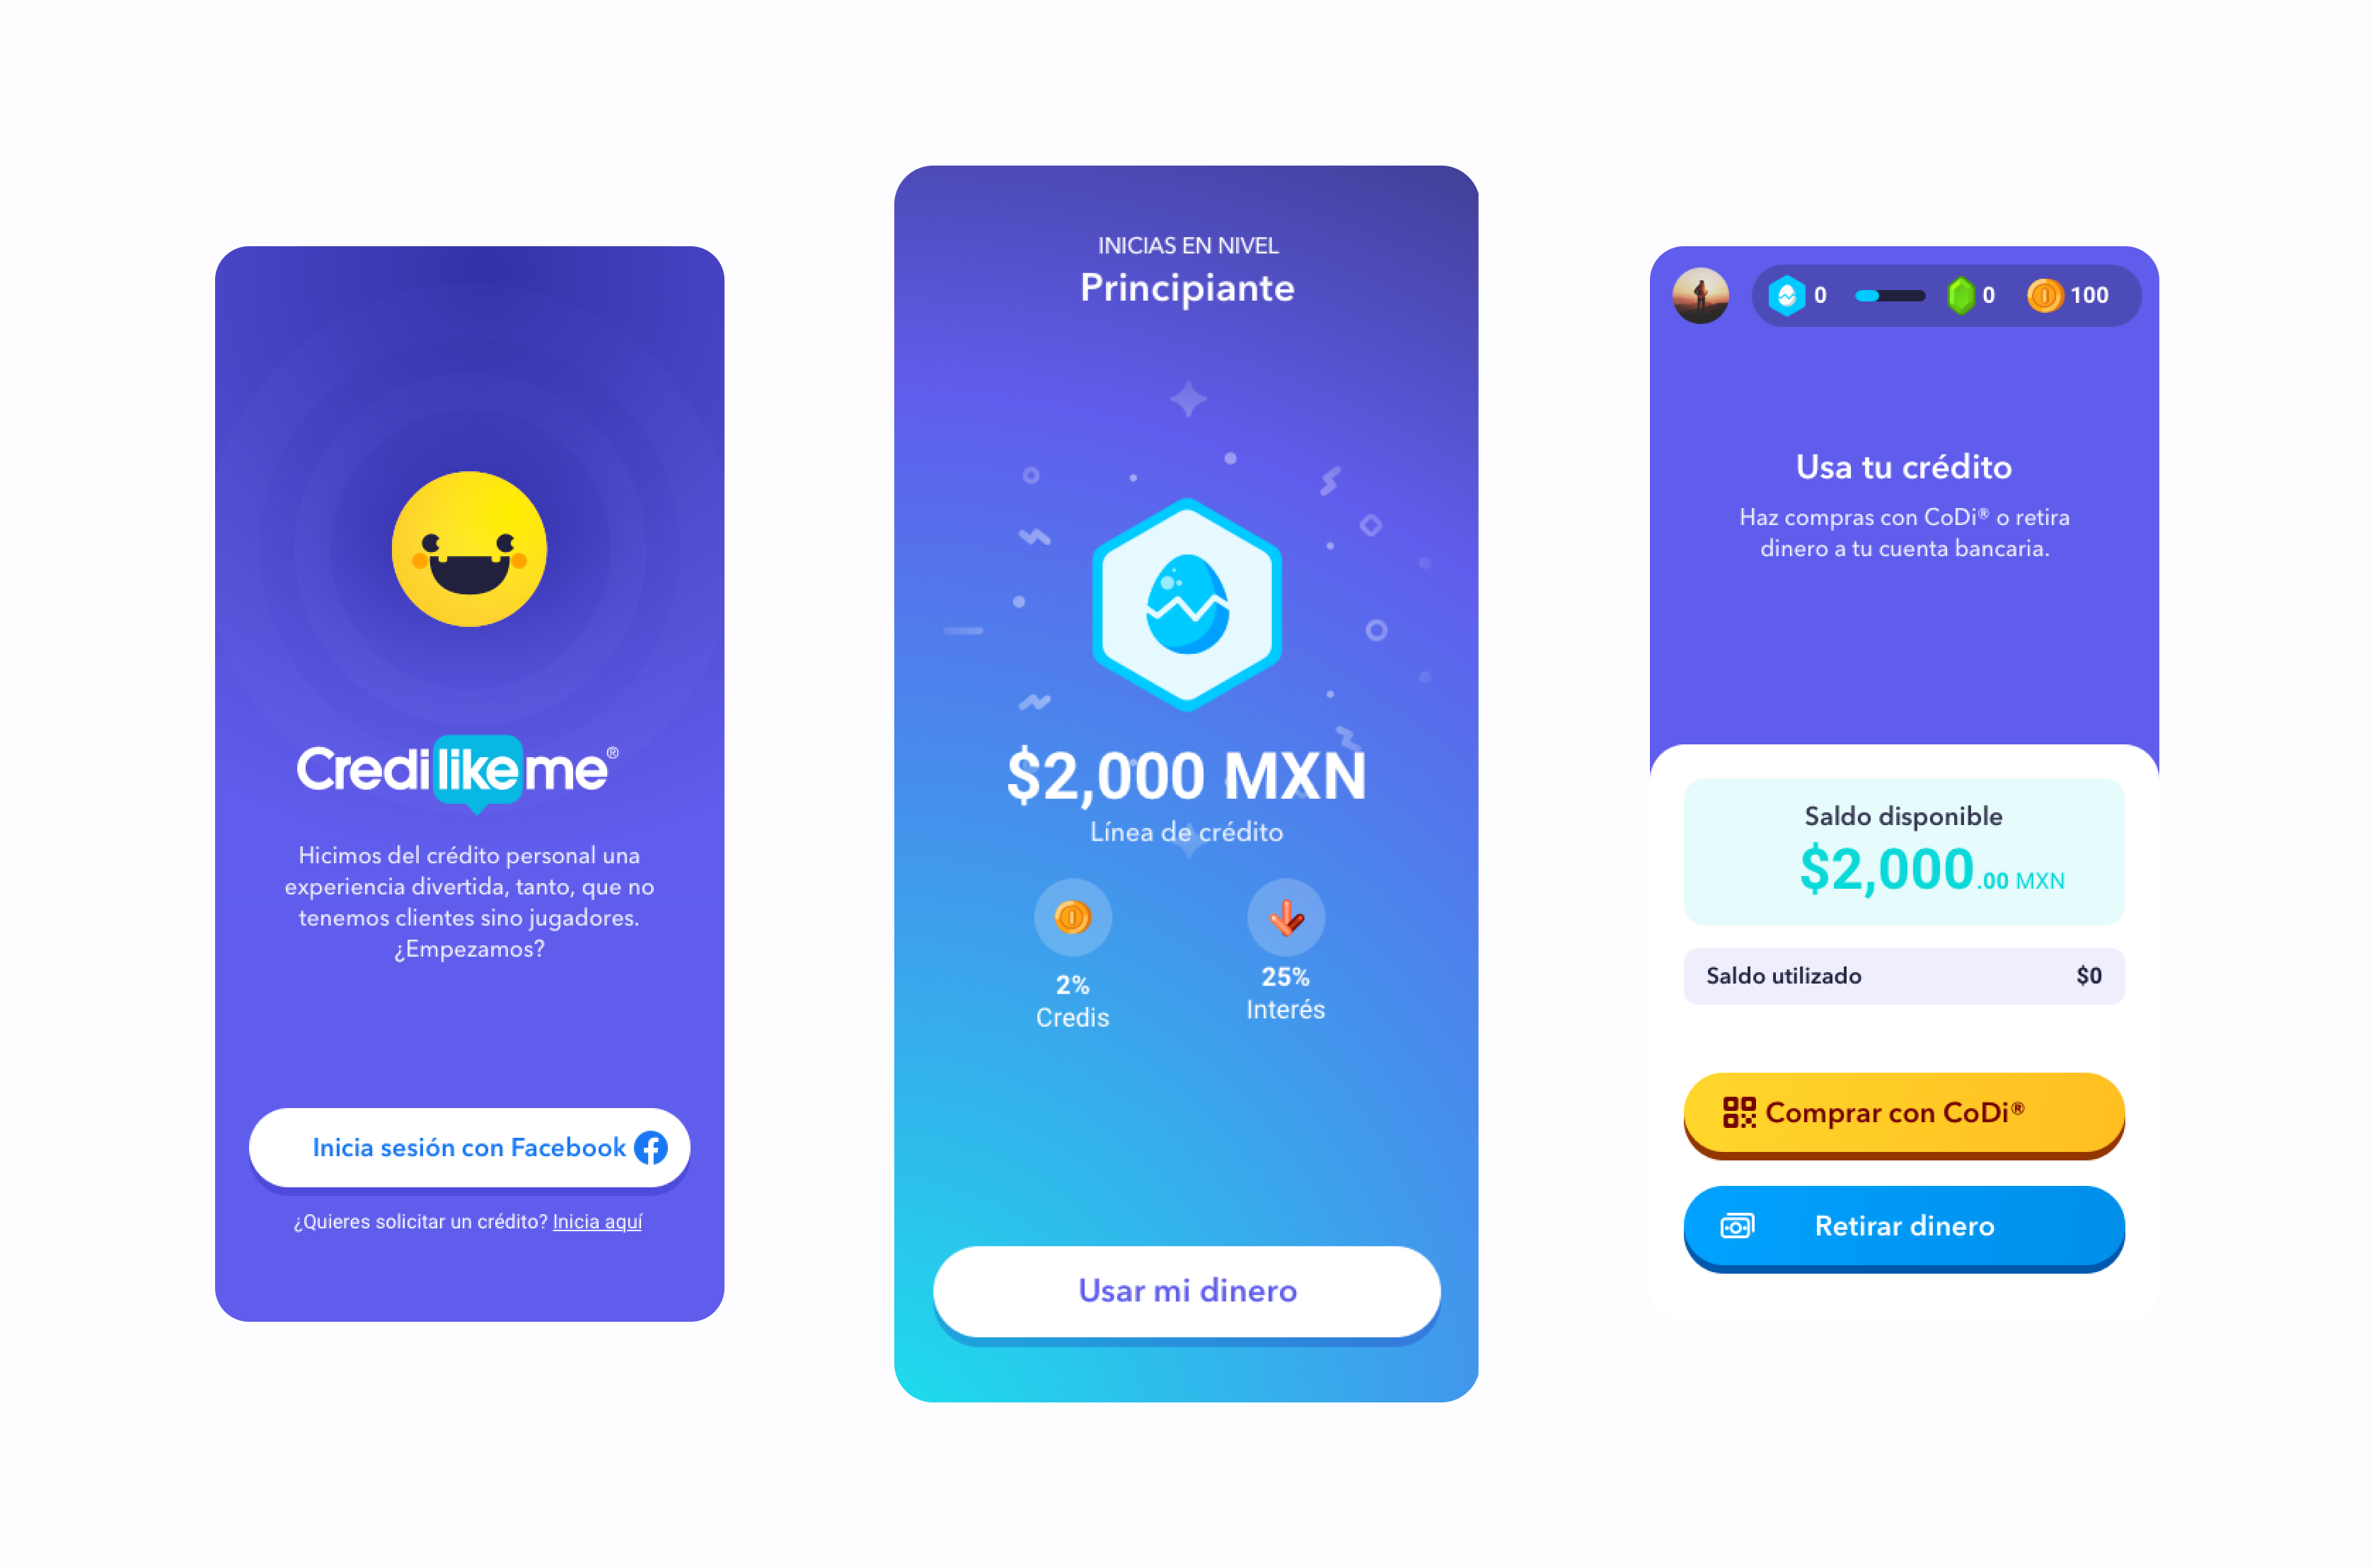 Credilikeme®
Hicimos del crédito personal una
experiencia divertida, tanto, que no
tenemos clientes sino jugadores.
¿Empezamos?
Inicia sesión con Facebook
¿Quieres solicitar un crédito? Inicia aquí
INICIAS EN NIVEL
Principiante
$2,000 MXN
Línea de crédito
2%
Credis
25%
Interés
Usar mi dinero
0 0 100
Usa tu crédito
Haz compras con CoDi® o retira
dinero a tu cuenta bancaria.
Saldo disponible
$2,000.00 MXN
Saldo utilizado $0
Comprar con CoDi®
Retirar dinero